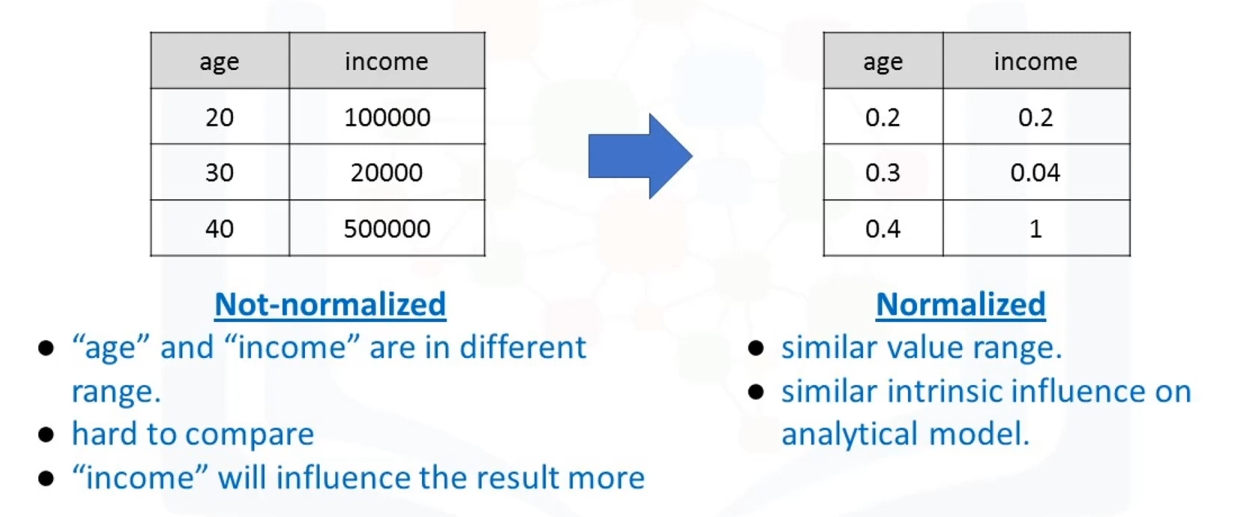 age income
20 100000
30 20000
40 500000
Not-normalized
● “age” and “income” are in different
range.
● hard to compare
● “income” will influence the result more
age income
0.2 0.2
0.3 0.04
0.4 1
Normalized
● similar value range.
● similar intrinsic influence on
analytical model.